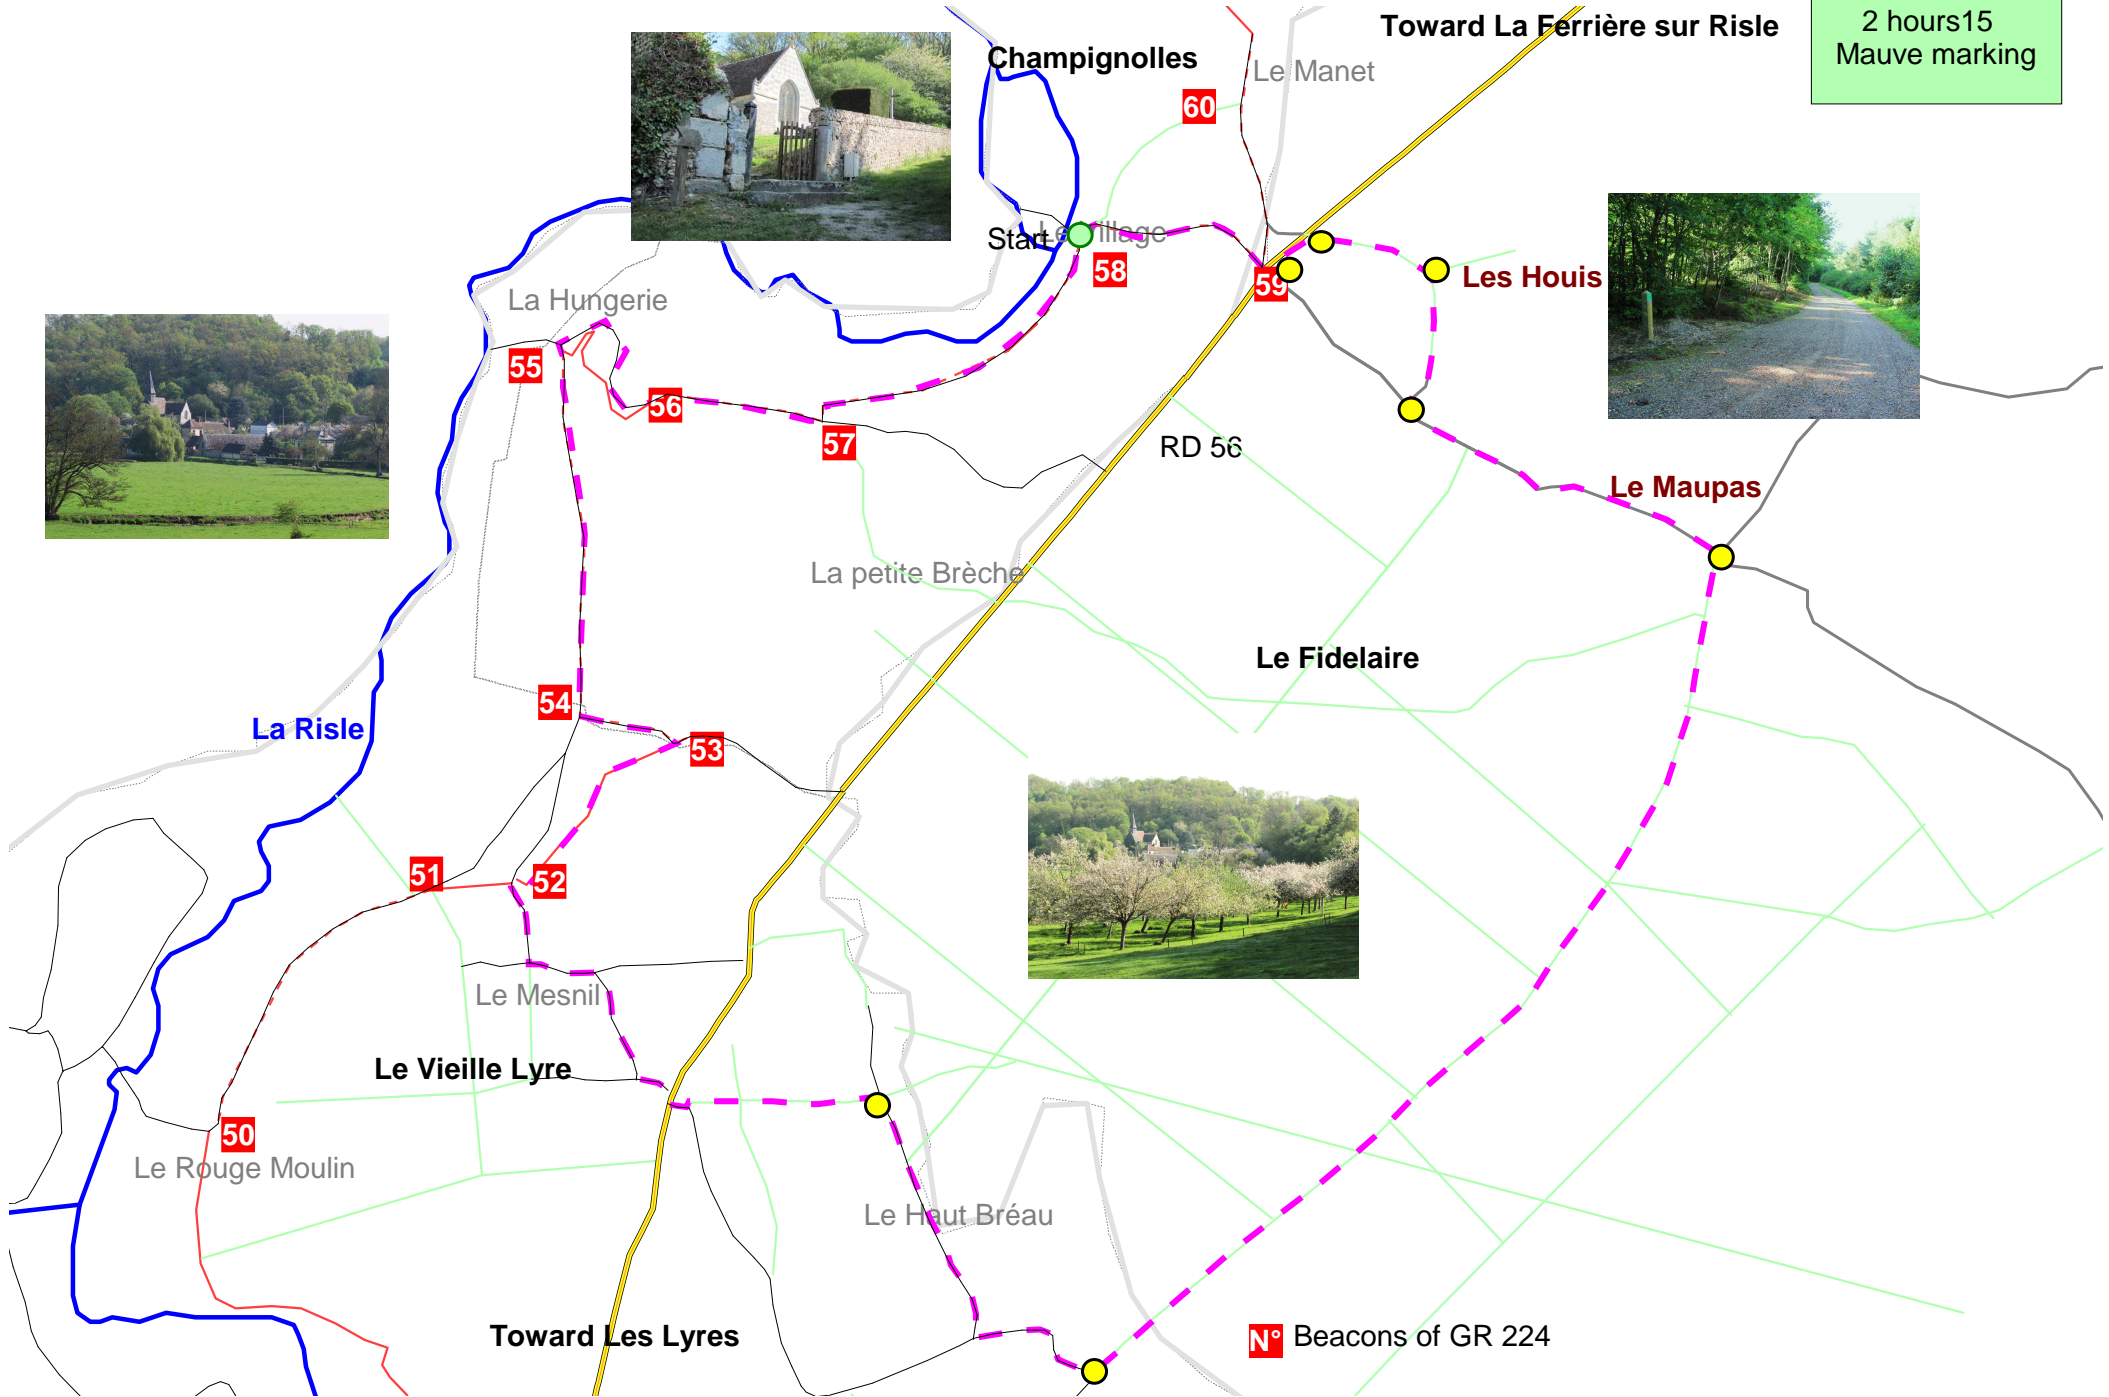 Toward La Ferrière sur Risle
2 hours15
Mauve marking
Champignolles
Le Manet
60
Start
Le Village
58
59
Les Houis
La Hungerie
55
56
57
RD 56
Le Maupas
La petite Brèche
Le Fidelaire
54
53
La Risle
51
52
Le Mesnil
Le Vieille Lyre
50
Le Rouge Moulin
Le Haut Bréau
Toward Les Lyres
N° Beacons of GR 224